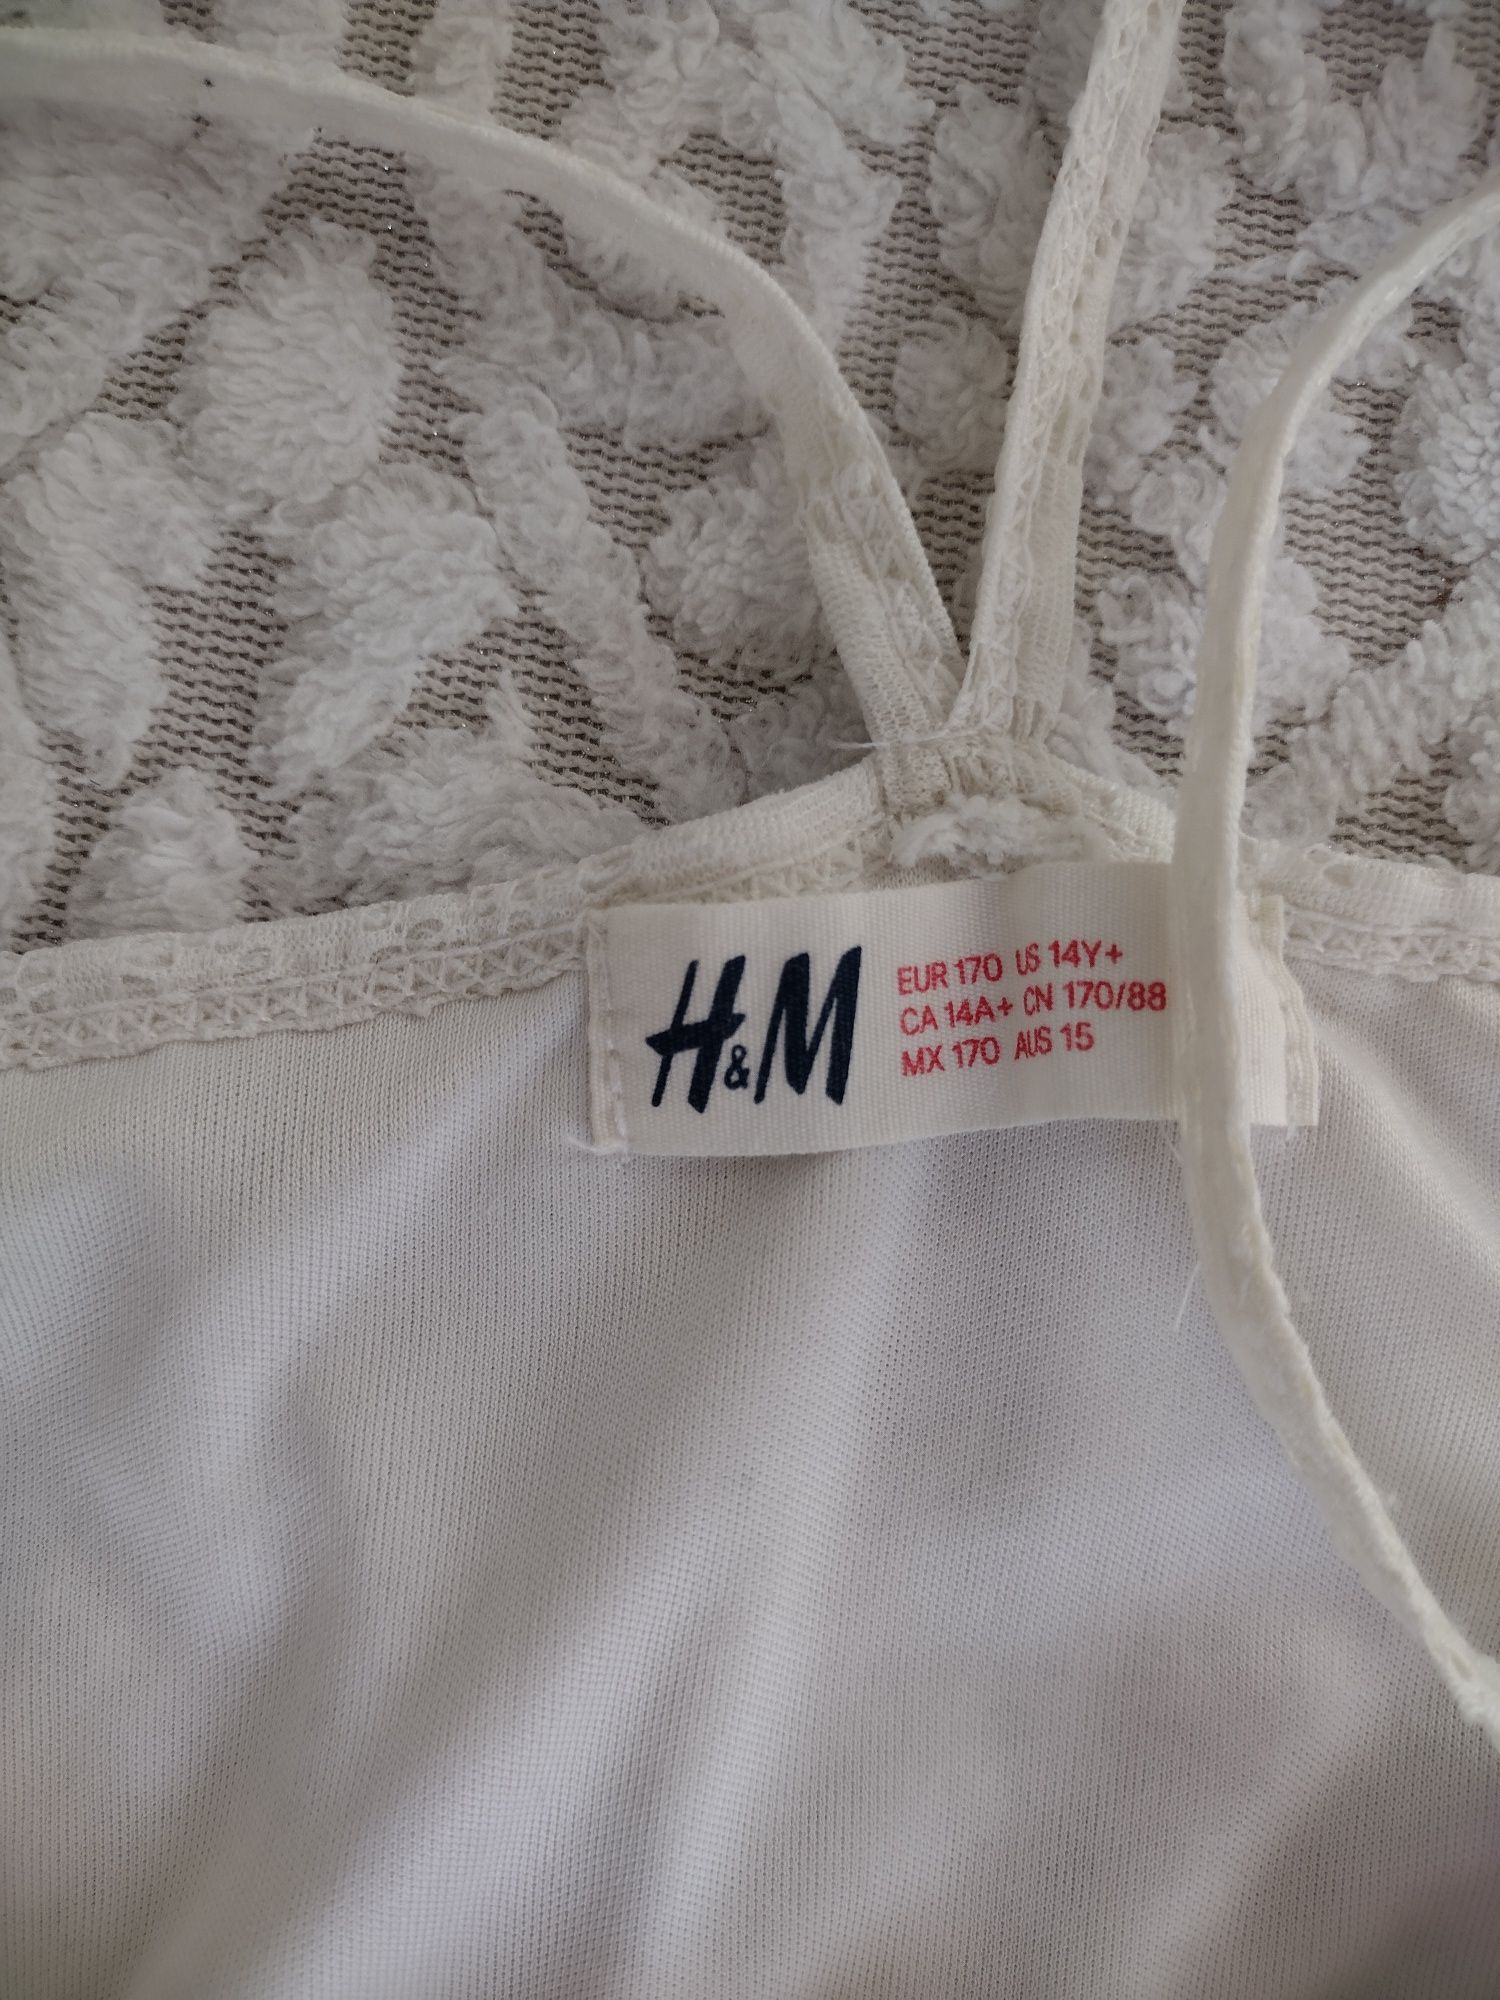 H&M
EUR 170 US 14Y+
CA 14A+ CN 170/88
MX 170 AUS 15